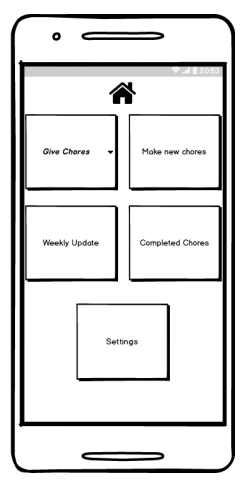 20:53
Give Chores
Make new chores
Weekly Update
Completed Chores
Settings